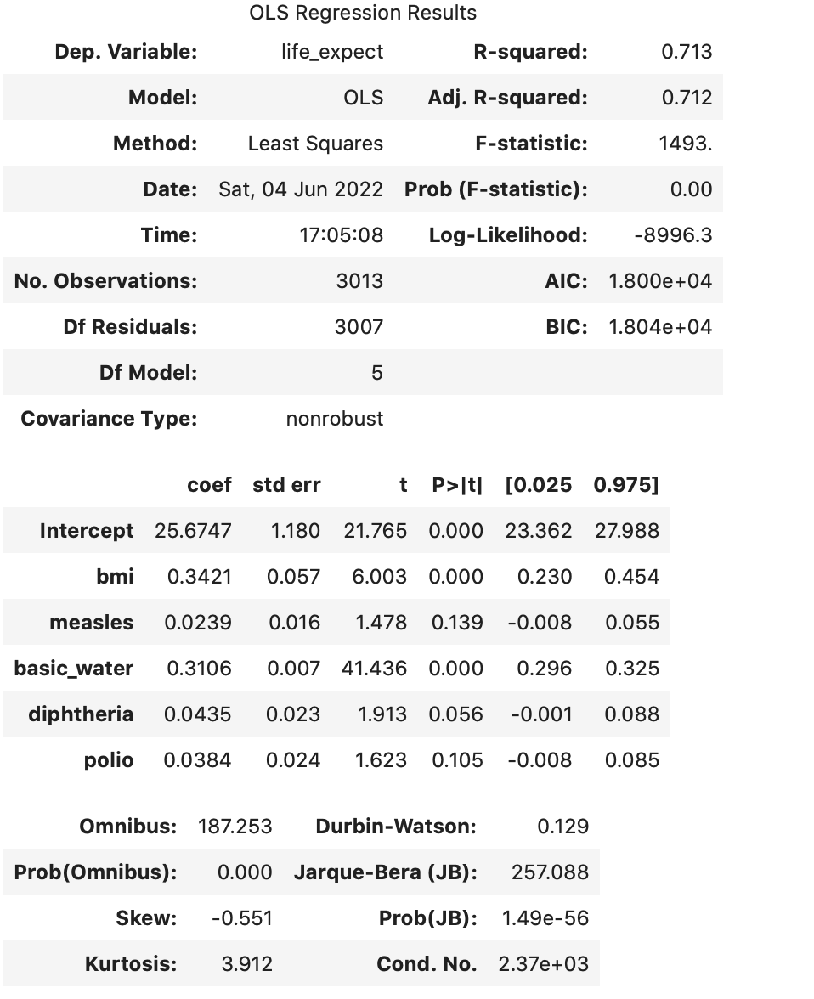 OLS Regression Results
Dep. Variable: life_expect R-squared: 0.713
Model: OLS Adj. R-squared: 0.712
Method: Least Squares F-statistic: 1493.
Date: Sat, 04 Jun 2022 Prob (F-statistic): 0.00
Time: 17:05:08 Log-Likelihood: -8996.3
No. Observations: 3013 AIC: 1.800e+04
Df Residuals: 3007 BIC: 1.804e+04
Df Model: 5
Covariance Type: nonrobust
coef std err t P>|t| [0.025 0.975]
Intercept 25.6747 1.180 21.765 0.000 23.362 27.988
bmi 0.3421 0.057 6.003 0.000 0.230 0.454
measles 0.0239 0.016 1.478 0.139 -0.008 0.055
basic_water 0.3106 0.007 41.436 0.000 0.296 0.325
diphtheria 0.0435 0.023 1.913 0.056 -0.001 0.088
polio 0.0384 0.024 1.623 0.105 -0.008 0.085
Omnibus: 187.253 Durbin-Watson: 0.129
Prob(Omnibus): 0.000 Jarque-Bera (JB): 257.088
Skew: -0.551 Prob(JB): 1.49e-56
Kurtosis: 3.912 Cond. No. 2.37e+03